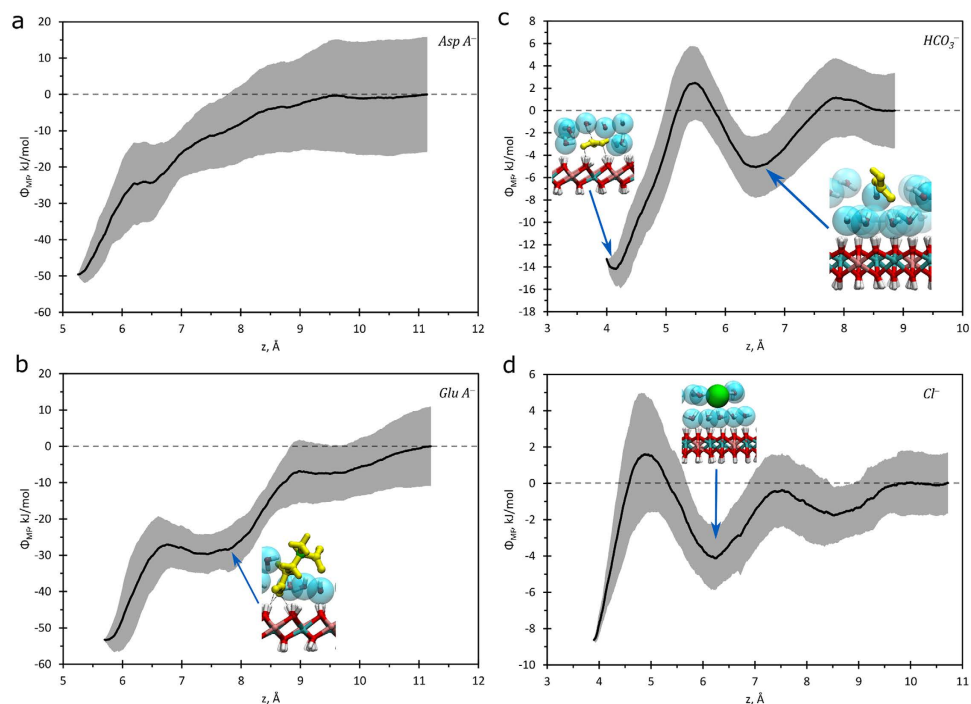 a
Asp A⁻
Φ_MF, kJ/mol
20
10
0
-10
-20
-30
-40
-50
-60
5 6 7 8 9 10 11 12
z, Å
b
Glu A⁻
Φ_MF, kJ/mol
20
10
0
-10
-20
-30
-40
-50
-60
5 6 7 8 9 10 11 12
z, Å
c
HCO₃⁻
Φ_MF, kJ/mol
8
6
4
2
0
-2
-4
-6
-8
-10
-12
-14
-16
-18
3 4 5 6 7 8 9 10
z, Å
d
Cl⁻
Φ_MF, kJ/mol
6
4
2
0
-2
-4
-6
-8
-10
3 4 5 6 7 8 9 10 11
z, Å